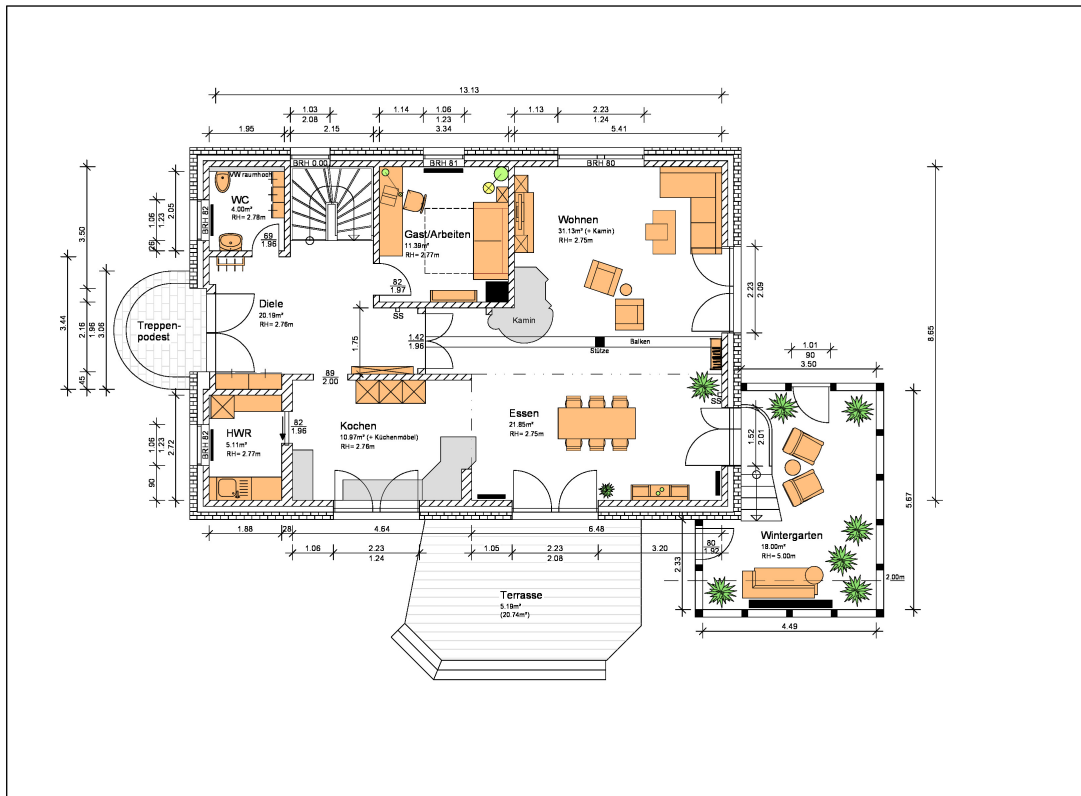 13.13
1.03
2.08
1.14
1.06
1.23
1.13
2.23
1.24
1.95
2.15
3.34
5.41
BRH 0.00
BRH 81
BRH 80
VW raumhoch
WC
4.00m²
RH= 2.78m
69
1.96
BRH 82
1.06
1.23
2.05
26
3.50
Gast/Arbeiten
11.39m²
RH= 2.77m
82
1.97
Wohnen
31.13m² (+ Kamin)
RH= 2.75m
2.23
2.09
8.65
Diele
20.19m²
RH= 2.76m
Treppen-
podest
3.44
2.16
1.96
3.06
.45
SS
1.75
1.42
1.96
Kamin
Stütze
Balken
1.01
90
3.50
89
2.00
HWR
5.11m²
RH= 2.77m
BRH 82
82
1.96
1.06
1.23
2.72
90
Kochen
10.97m² (+ Küchenmöbel)
RH= 2.76m
Essen
21.85m²
RH= 2.75m
SS
1.52
2.01
5.67
Wintergarten
18.00m²
RH= 5.00m
80
1.92
2.33
2.00m
4.49
1.88
28
4.64
6.48
1.06
2.23
1.24
1.05
2.23
2.08
3.20
Terrasse
5.19m²
(20.74m²)